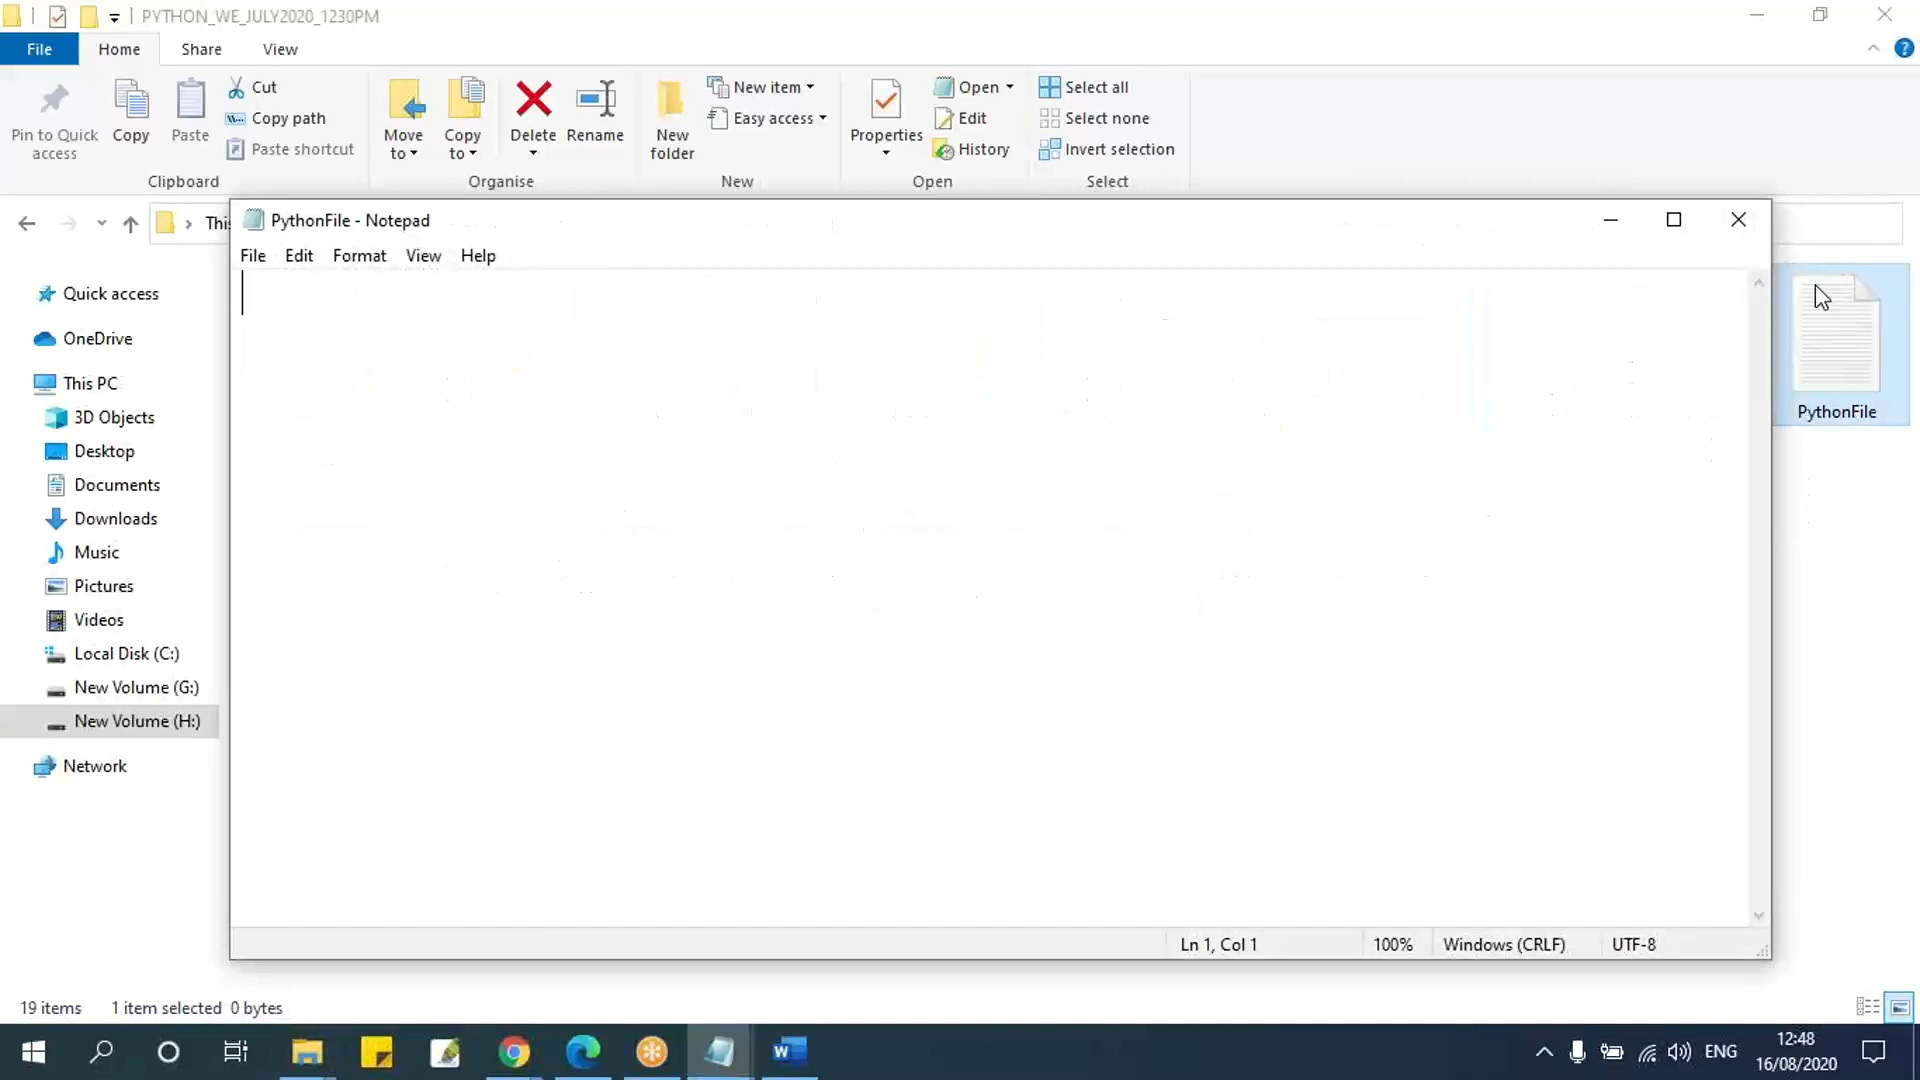 PYTHON_WE_JULY2020_1230PM
File Home Share View
Pin to Quick access
Copy
Paste
Cut
Copy path
Paste shortcut
Clipboard
Move to
Copy to
Delete
Rename
Organise
New folder
New item
Easy access
New
Properties
Open
Edit
History
Open
Select all
Select none
Invert selection
Select
This
PythonFile - Notepad
File Edit Format View Help
Quick access
OneDrive
This PC
3D Objects
Desktop
Documents
Downloads
Music
Pictures
Videos
Local Disk (C:)
New Volume (G:)
New Volume (H:)
Network
PythonFile
Ln 1, Col 1 100% Windows (CRLF) UTF-8
19 items 1 item selected 0 bytes
ENG
12:48
16/08/2020